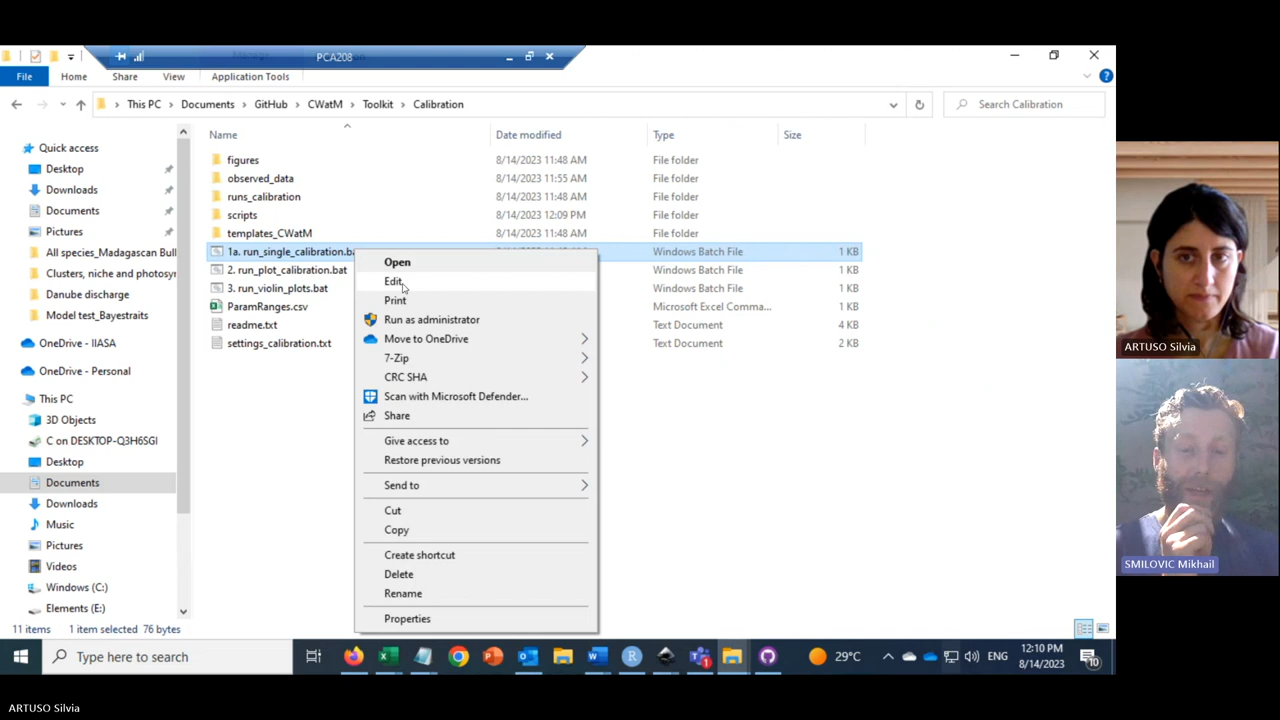 PCA208
File Home Share View Application Tools
This PC Documents GitHub CWatM Toolkit Calibration
Search Calibration
Name Date modified Type Size
Quick access
Desktop
Downloads
Documents
Pictures
All species_Madagascan Bull
Clusters, niche and photosyn
Danube discharge
Model test_Bayestraits
OneDrive - IIASA
OneDrive - Personal
This PC
3D Objects
C on DESKTOP-Q3H6SGI
Desktop
Documents
Downloads
Music
Pictures
Videos
Windows (C:)
Elements (E:)
figures 8/14/2023 11:48 AM File folder
observed_data 8/14/2023 11:55 AM File folder
runs_calibration 8/14/2023 11:48 AM File folder
scripts 8/14/2023 12:09 PM File folder
templates_CWatM 8/14/2023 11:48 AM File folder
1a. run_single_calibration.ba Windows Batch File 1 KB
2. run_plot_calibration.bat Windows Batch File 1 KB
3. run_violin_plots.bat Windows Batch File 1 KB
ParamRanges.csv Microsoft Excel Comma... 1 KB
readme.txt Text Document 4 KB
settings_calibration.txt Text Document 2 KB
Open
Edit
Print
Run as administrator
Move to OneDrive
7-Zip
CRC SHA
Scan with Microsoft Defender...
Share
Give access to
Restore previous versions
Send to
Cut
Copy
Create shortcut
Delete
Rename
Properties
11 items 1 item selected 76 bytes
Type here to search
29°C ENG 12:10 PM
8/14/2023
10
ARTUSO Silvia
SMILOVIC Mikhail
ARTUSO Silvia